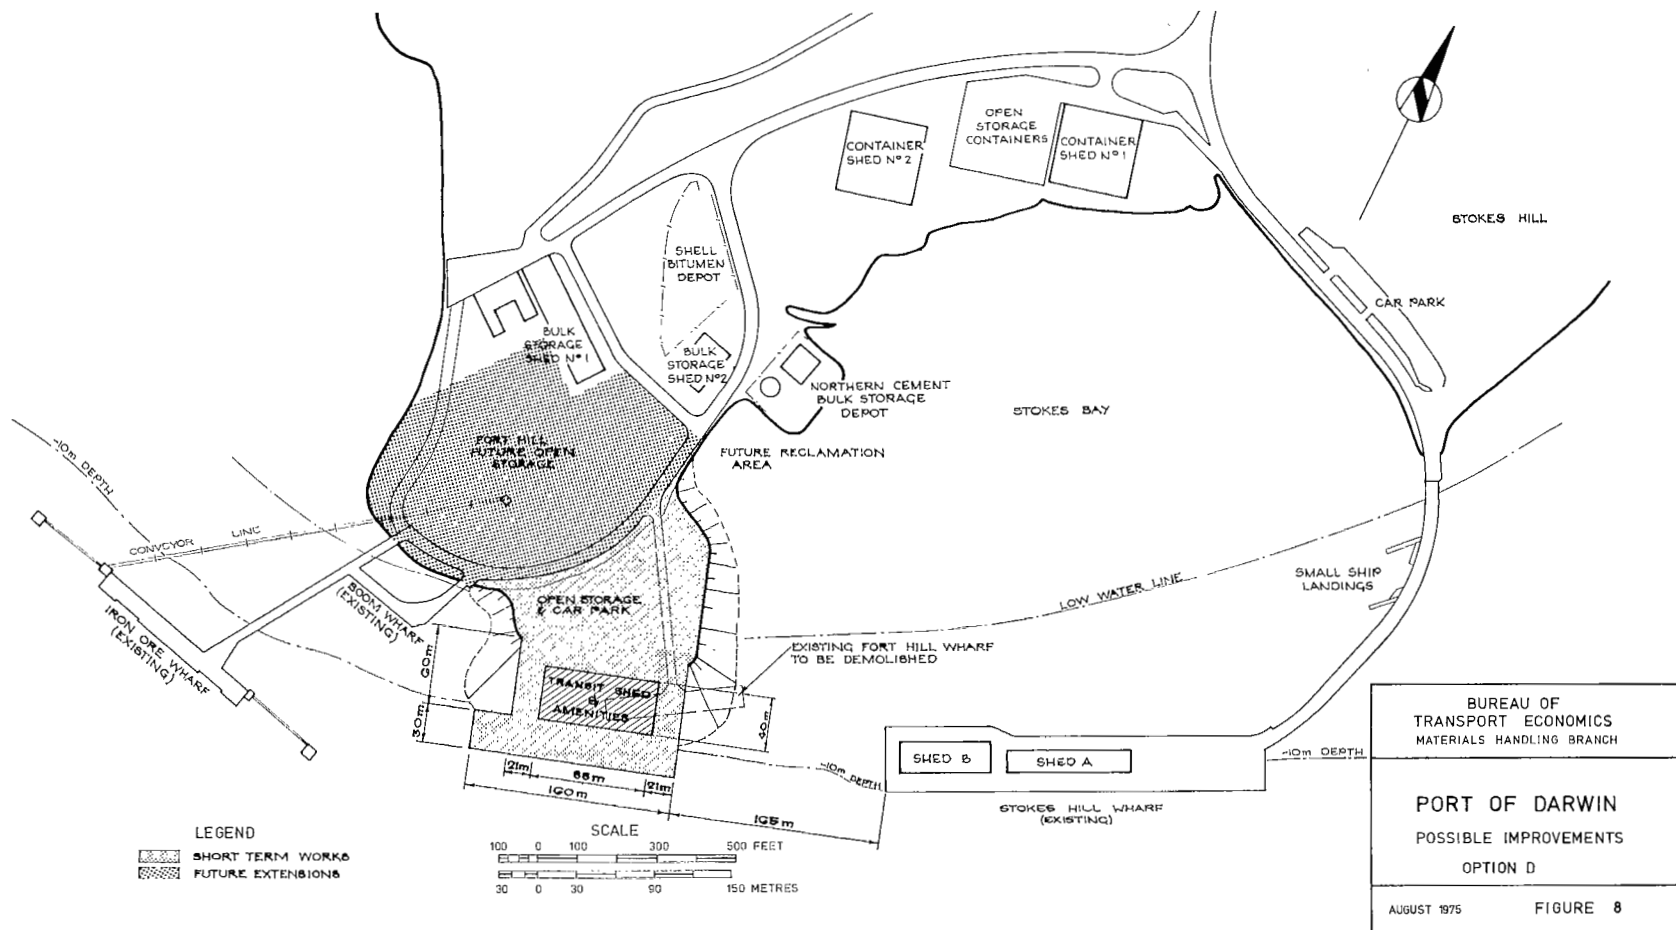 OPEN
STORAGE
CONTAINERS
CONTAINER
SHED Nº 1
CONTAINER
SHED Nº 2
N
STOKES HILL
CAR PARK
SHELL
BITUMEN
DEPOT
BULK
STORAGE
SHED Nº 1
BULK
STORAGE
SHED Nº 2
NORTHERN CEMENT
BULK STORAGE
DEPOT
STOKES BAY
FORT HILL
FUTURE OPEN
STORAGE
FUTURE RECLAMATION
AREA
-10m DEPTH
CONVEYOR LINE
SMALL SHIP
LANDINGS
LOW WATER LINE
BOOM WHARF
(EXISTING)
IRON ORE WHARF
(EXISTING)
OPEN STORAGE
& CAR PARK
60m
30m
EXISTING FORT HILL WHARF
TO BE DEMOLISHED
TRANSIT SHED
&
AMENITIES
40m
-10m DEPTH
SHED B
SHED A
-10m DEPTH
21m
21m
160m
165m
STOKES HILL WHARF
(EXISTING)
LEGEND
SHORT TERM WORKS
FUTURE EXTENSIONS
SCALE
100 0 100 300 500 FEET
30 0 30 90 150 METRES
BUREAU OF
TRANSPORT ECONOMICS
MATERIALS HANDLING BRANCH
PORT OF DARWIN
POSSIBLE IMPROVEMENTS
OPTION D
AUGUST 1975 FIGURE 8